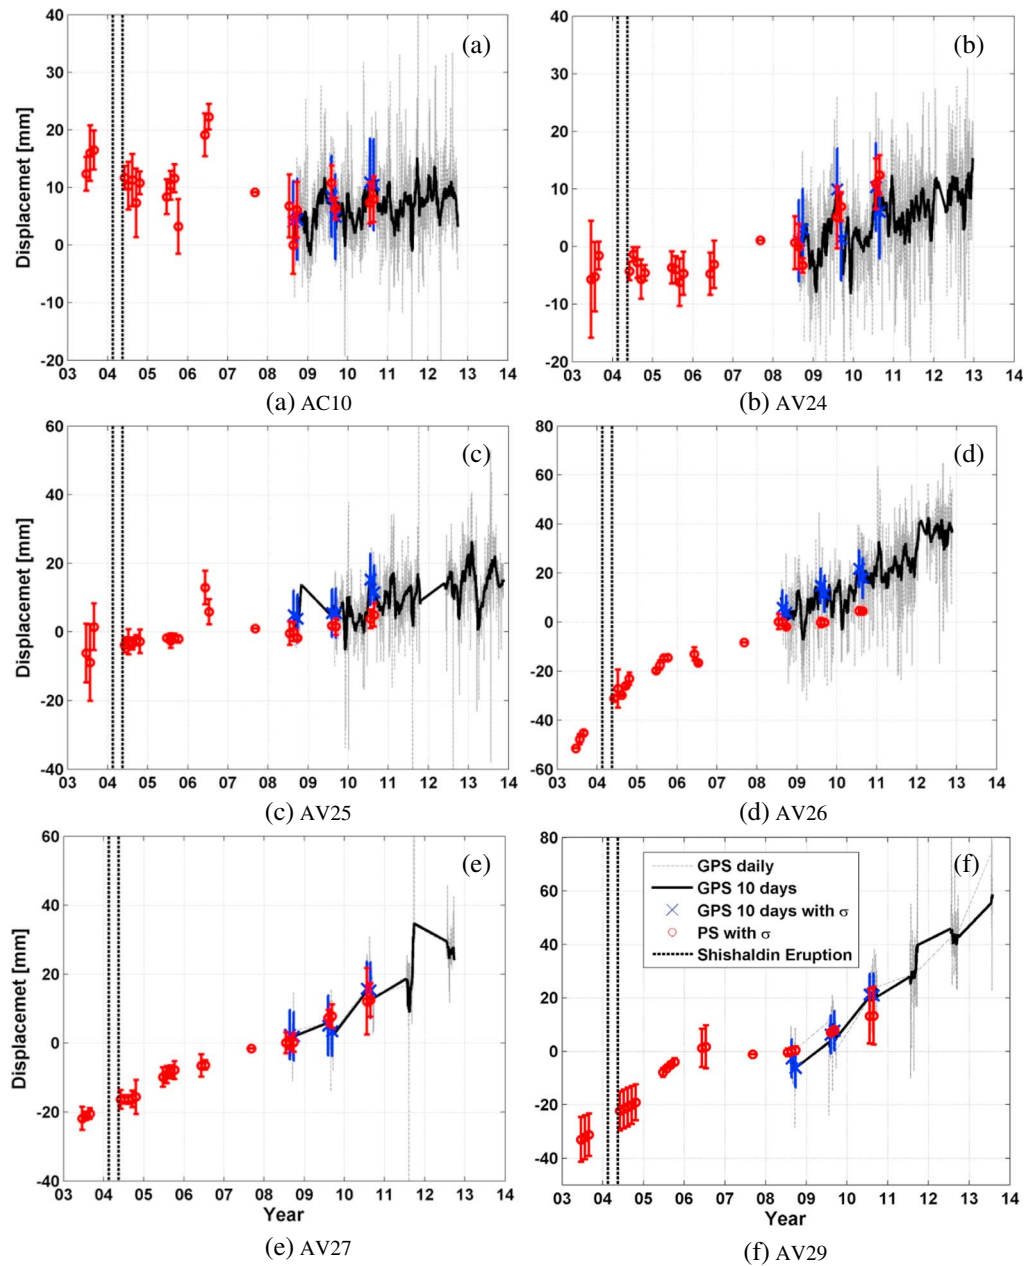 40
(a)
30
20
10
0
-10
-20
Displacemet [mm]
03 04 05 06 07 08 09 10 11 12 13 14
(a) AC10
40
(b)
30
20
10
0
-10
-20
03 04 05 06 07 08 09 10 11 12 13 14
(b) AV24
60
(c)
40
20
0
-20
-40
Displacemet [mm]
03 04 05 06 07 08 09 10 11 12 13 14
(c) AV25
80
(d)
60
40
20
0
-20
-40
-60
03 04 05 06 07 08 09 10 11 12 13 14
(d) AV26
60
(e)
40
20
0
-20
-40
Displacemet [mm]
03 04 05 06 07 08 09 10 11 12 13 14
Year
(e) AV27
80
(f)
60
40
20
0
-20
-40
GPS daily
GPS 10 days
GPS 10 days with σ
PS with σ
Shishaldin Eruption
03 04 05 06 07 08 09 10 11 12 13 14
Year
(f) AV29